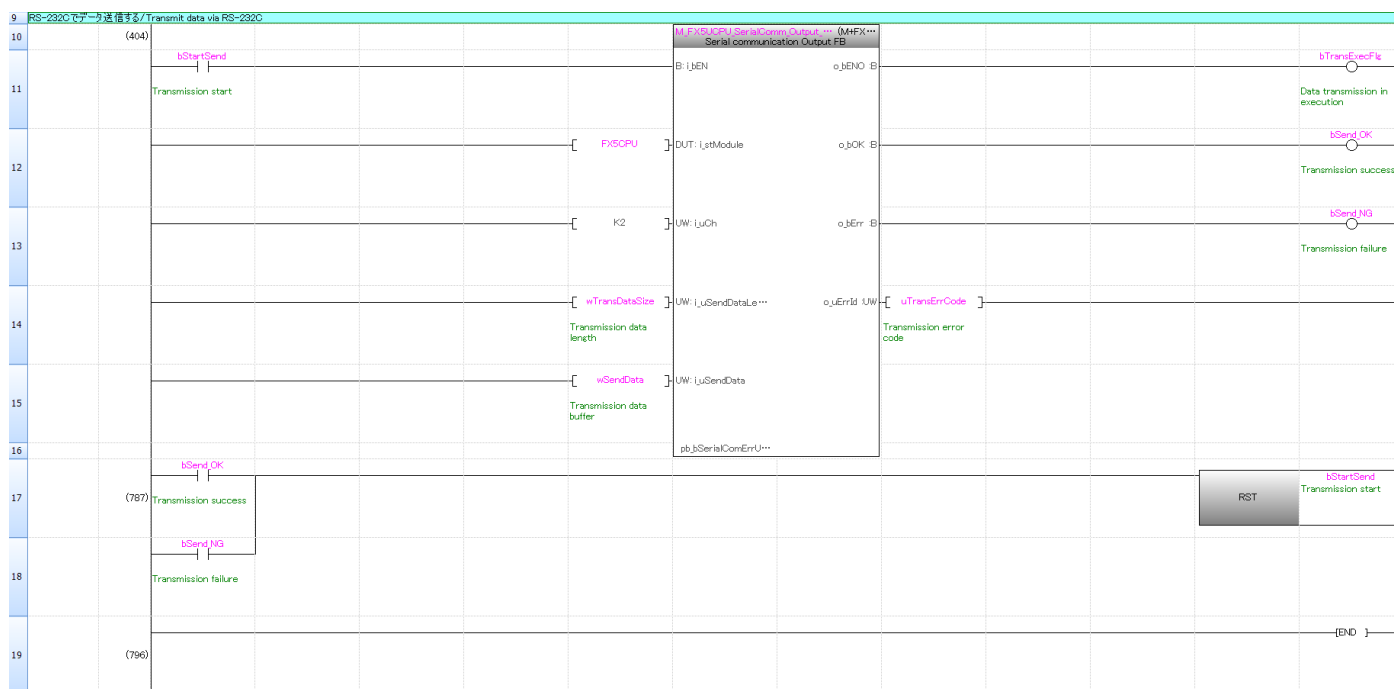 9 RS-232Cでデータ送信する/Transmit data via RS-232C
10 (404) M_FX5UCPU_SerialComm_Output_… (M+FX…
Serial communication Output FB
bStartSend bTransExecFlg
B: i_bEN o_bENO :B
11 Transmission start Data transmission in
execution
bSend_OK
[ FX5CPU ] DUT: i_stModule o_bOK :B
12 Transmission success
bSend_NG
[ K2 ] UW: i_uCh o_bErr :B
13 Transmission failure
[ wTransDataSize ] UW: i_uSendDataLe… o_uErrId :UW [ uTransErrCode ]
14 Transmission data
length
Transmission error
code
[ wSendData ] UW: i_uSendData
15 Transmission data
buffer
16 pb_bSerialComErrU…
bSend_OK bStartSend
17 (787) Transmission success RST Transmission start
bSend_NG
18 Transmission failure
[END ]
19 (796)